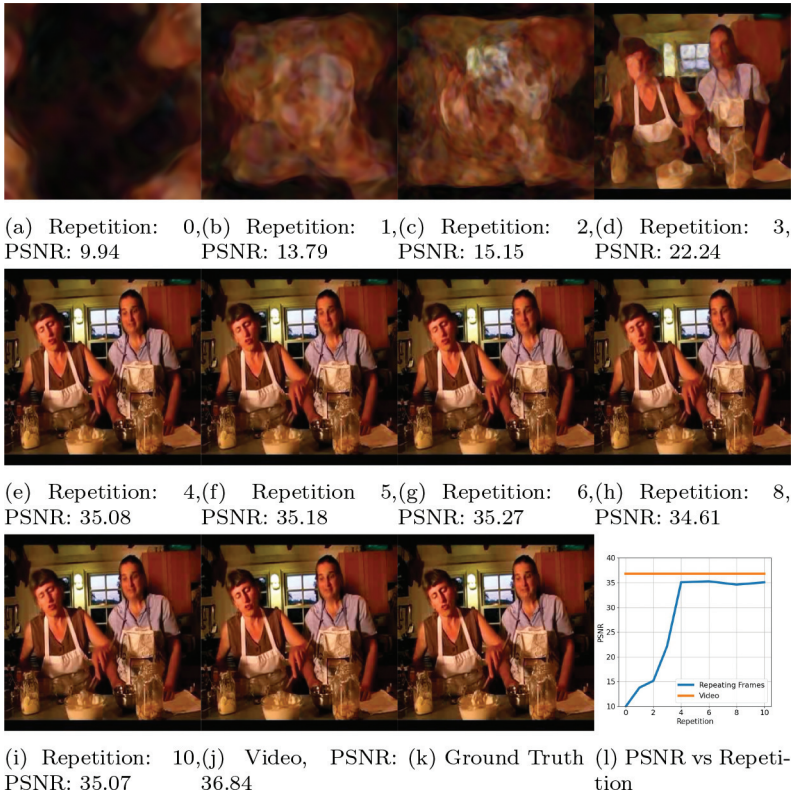 (a) Repetition: 0,
PSNR: 9.94
(b) Repetition: 1,
PSNR: 13.79
(c) Repetition: 2,
PSNR: 15.15
(d) Repetition: 3,
PSNR: 22.24
(e) Repetition: 4,
PSNR: 35.08
(f) Repetition 5,
PSNR: 35.18
(g) Repetition: 6,
PSNR: 35.27
(h) Repetition: 8,
PSNR: 34.61
(i) Repetition: 10,
PSNR: 35.07
(j) Video, PSNR:
36.84
(k) Ground Truth
40
35
30
25
20
15
10
PSNR
Repeating Frames
Video
0 2 4 6 8 10
Repetition
(l) PSNR vs Repeti-
tion